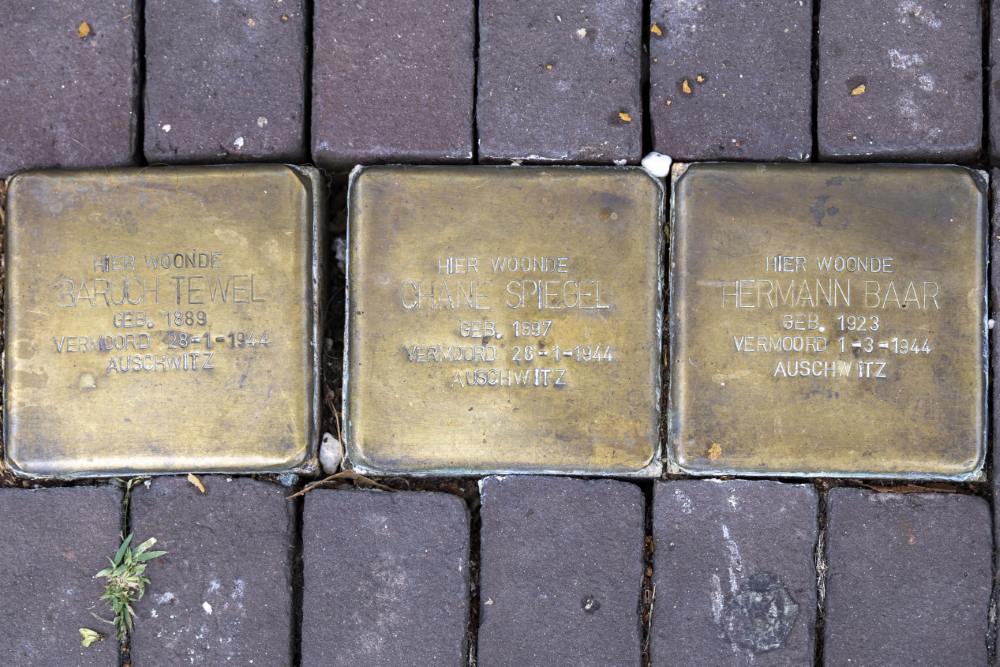 HIER WOONDE
BARUCH TEWEL
GEB. 1889
VERMOORD 28-1-1944
AUSCHWITZ
HIER WOONDE
CHANE SPIEGEL
GEB. 1897
VERMOORD 28-1-1944
AUSCHWITZ
HIER WOONDE
HERMANN BAAR
GEB. 1923
VERMOORD 1-3-1944
AUSCHWITZ